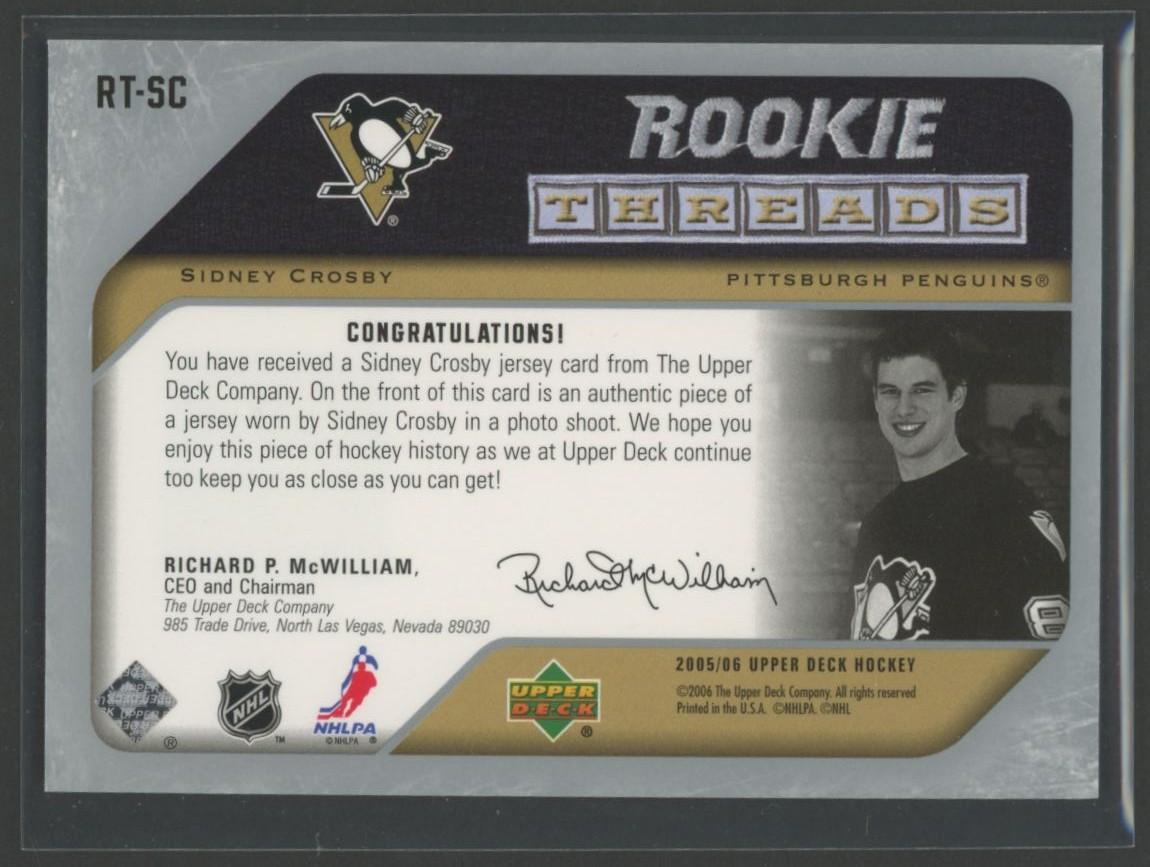 RT-SC
ROOKIE
THREADS
SIDNEY CROSBY
PITTSBURGH PENGUINS®
CONGRATULATIONS!
You have received a Sidney Crosby jersey card from The Upper
Deck Company. On the front of this card is an authentic piece of
a jersey worn by Sidney Crosby in a photo shoot. We hope you
enjoy this piece of hockey history as we at Upper Deck continue
too keep you as close as you can get!
RICHARD P. McWILLIAM,
CEO and Chairman
The Upper Deck Company
985 Trade Drive, North Las Vegas, Nevada 89030
Richard McWilliam
8
NHL
™
NHLPA
© NHLPA ®
UPPER
D·E·C·K
®
2005/06 UPPER DECK HOCKEY
©2006 The Upper Deck Company. All rights reserved
Printed in the U.S.A. ©NHLPA. ©NHL